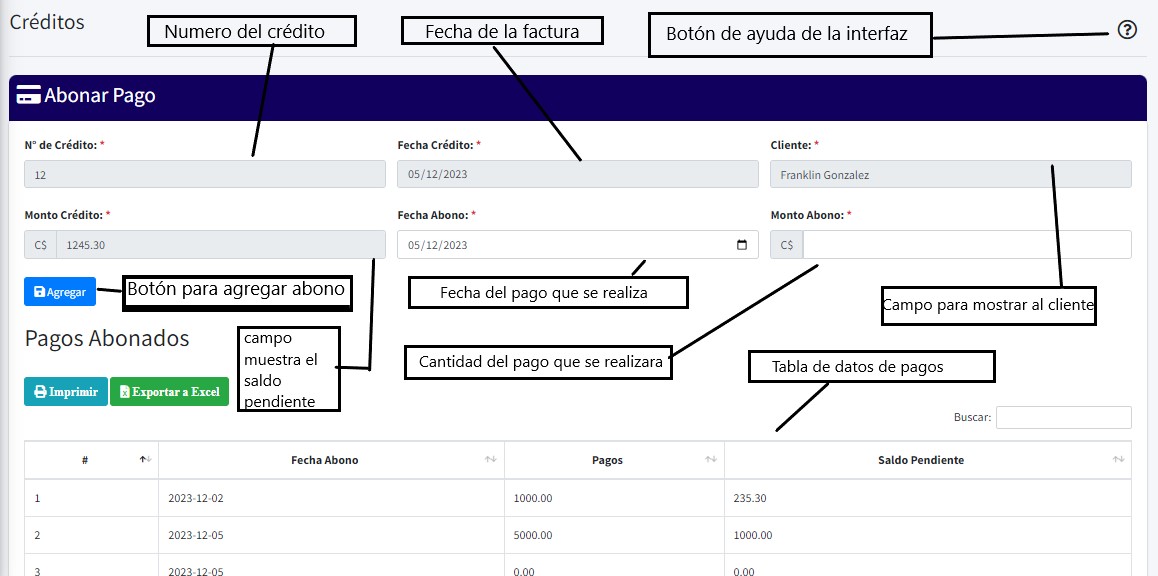 Créditos
Numero del crédito
Fecha de la factura
Botón de ayuda de la interfaz
?
Abonar Pago
N° de Crédito: *
Fecha Crédito: *
Cliente: *
12
05/12/2023
Franklin Gonzalez
Monto Crédito: *
Fecha Abono: *
Monto Abono: *
C$ 1245.30
05/12/2023
C$
Agregar
Botón para agregar abono
Fecha del pago que se realiza
Campo para mostrar al cliente
Pagos Abonados
campo
muestra el
saldo
pendiente
Cantidad del pago que se realizara
Tabla de datos de pagos
Imprimir
Exportar a Excel
Buscar:
# Fecha Abono Pagos Saldo Pendiente
1 2023-12-02 1000.00 235.30
2 2023-12-05 5000.00 1000.00
3 2023-12-05 0.00 0.00